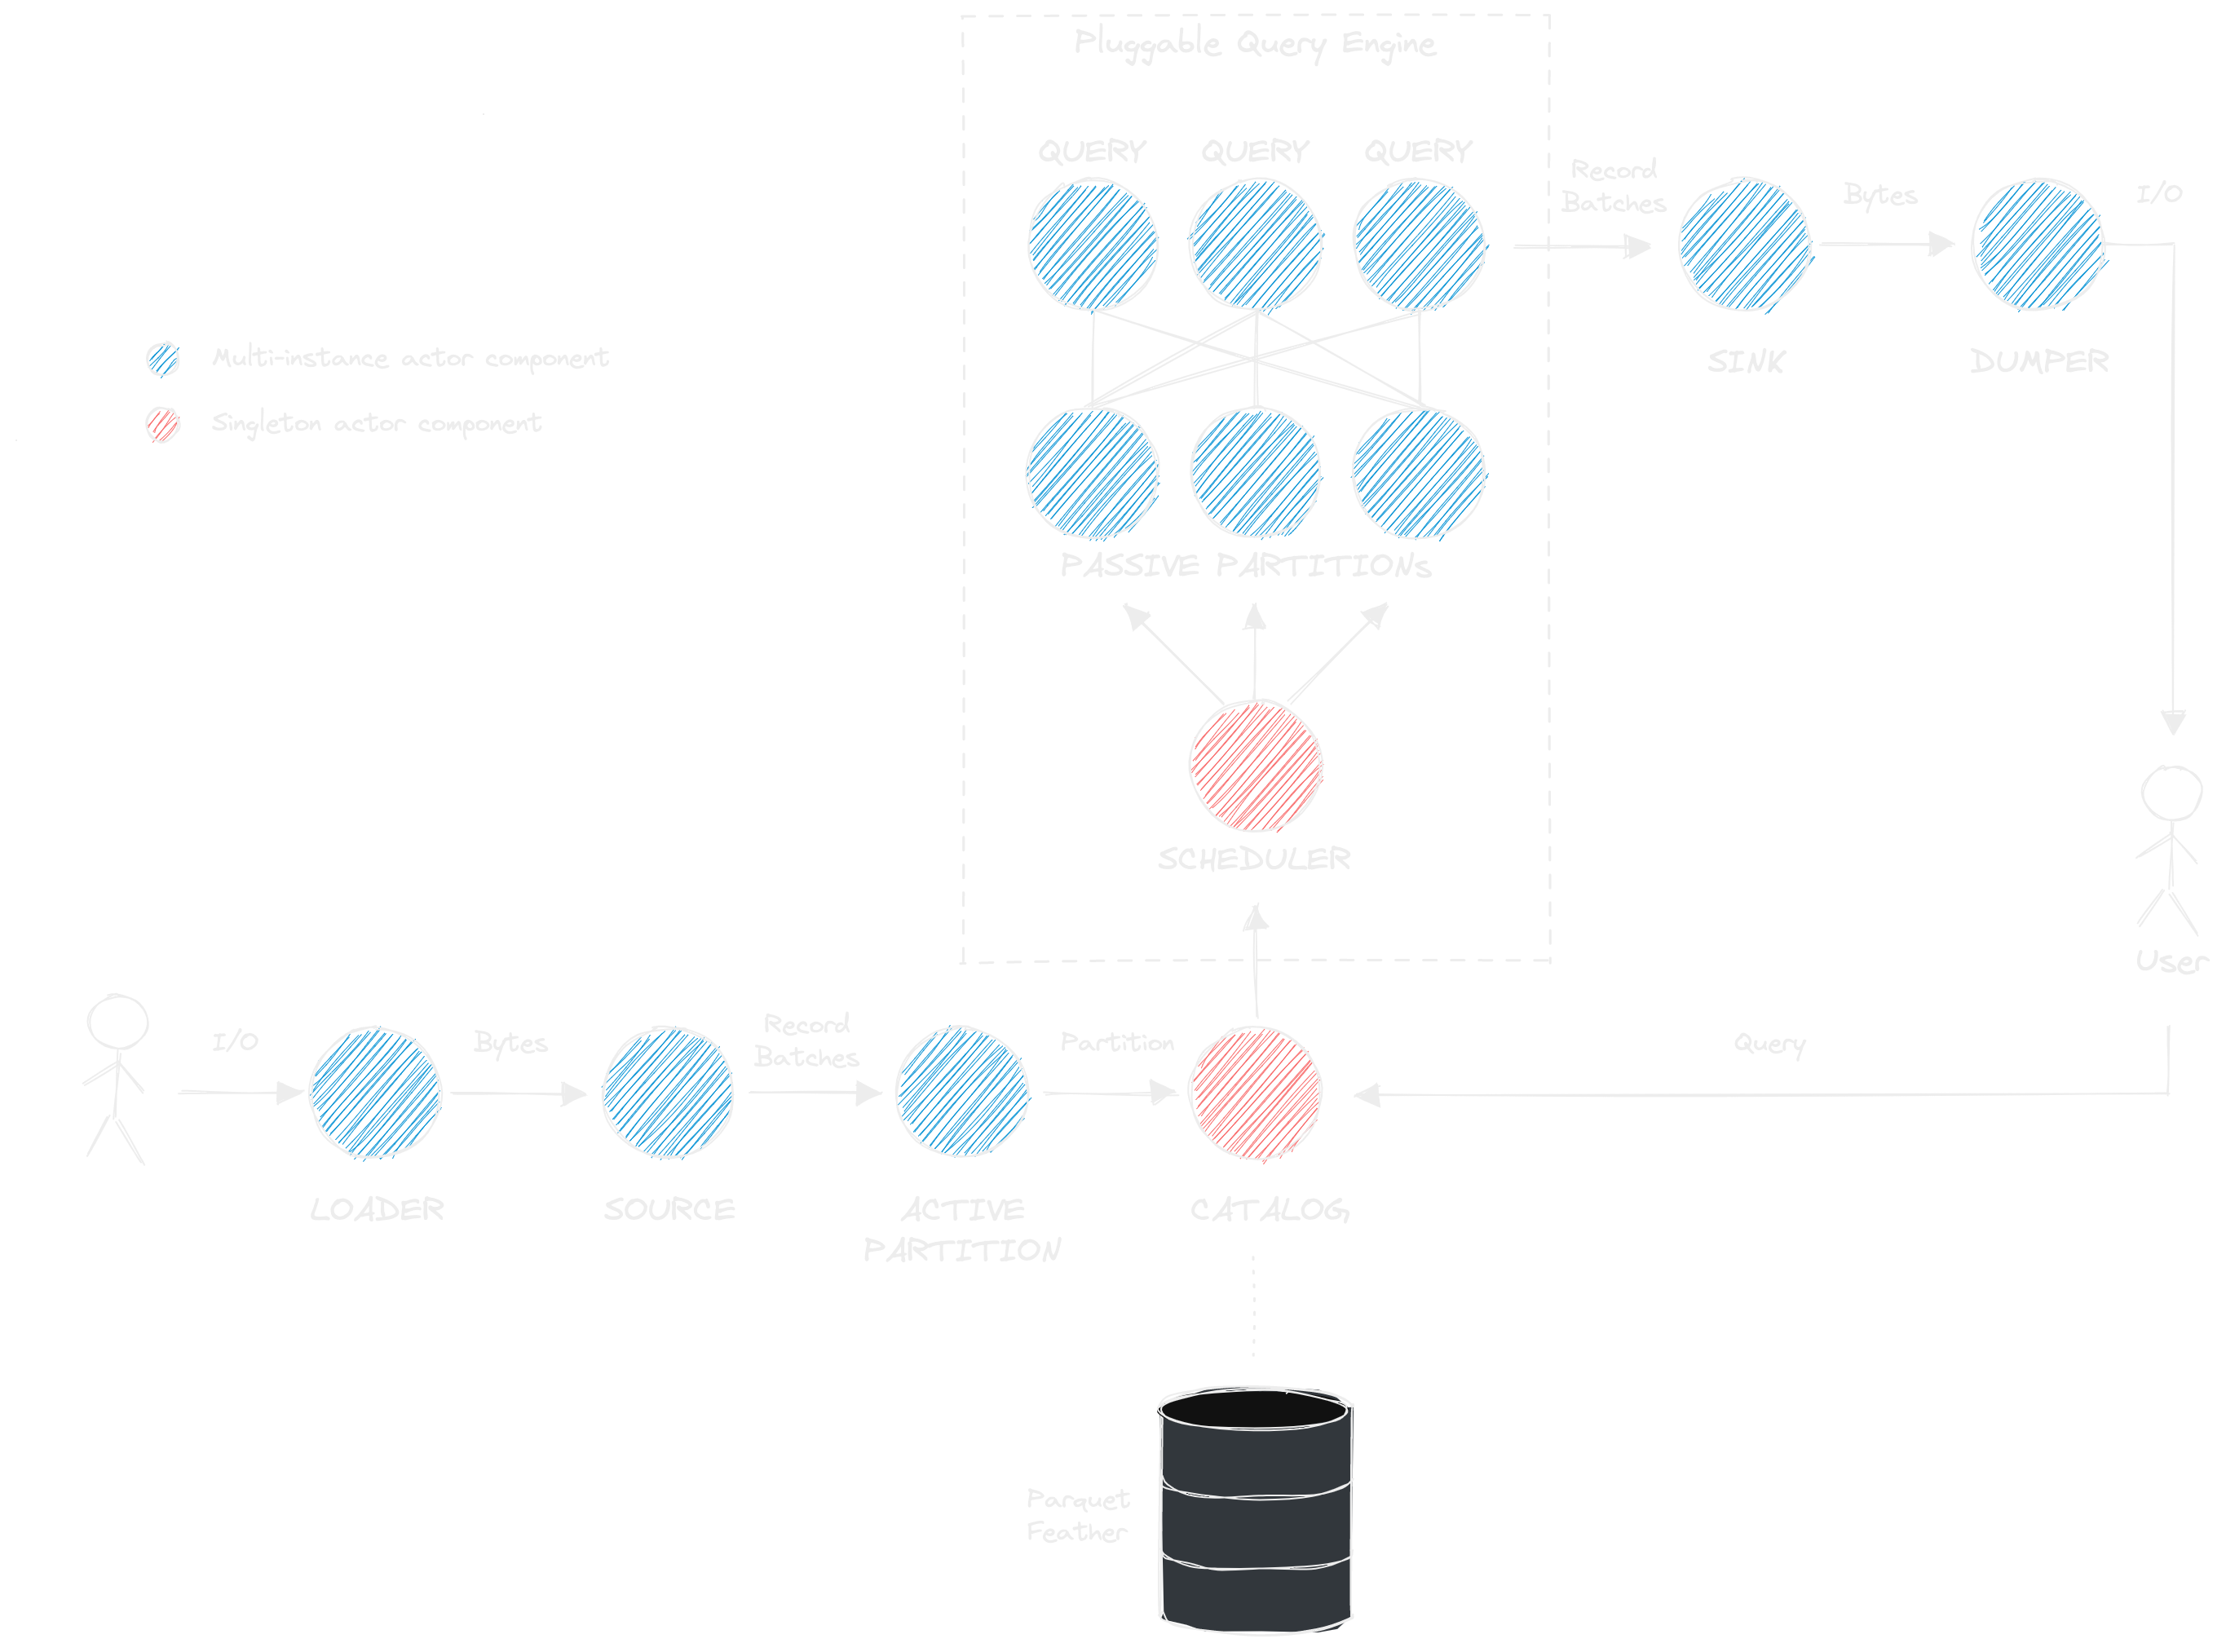 Pluggable Query Engine
QUERY QUERY QUERY
Record
Batches
Bytes
I/O
SINK
DUMPER
Multi-instance actor component
Singleton actor component
PASSIVE PARTITIONs
SCHEDULER
User
I/O
Bytes
Record
Batches
Partition
Query
LOADER
SOURCE
ACTIVE
PARTITION
CATALOG
Parquet
Feather